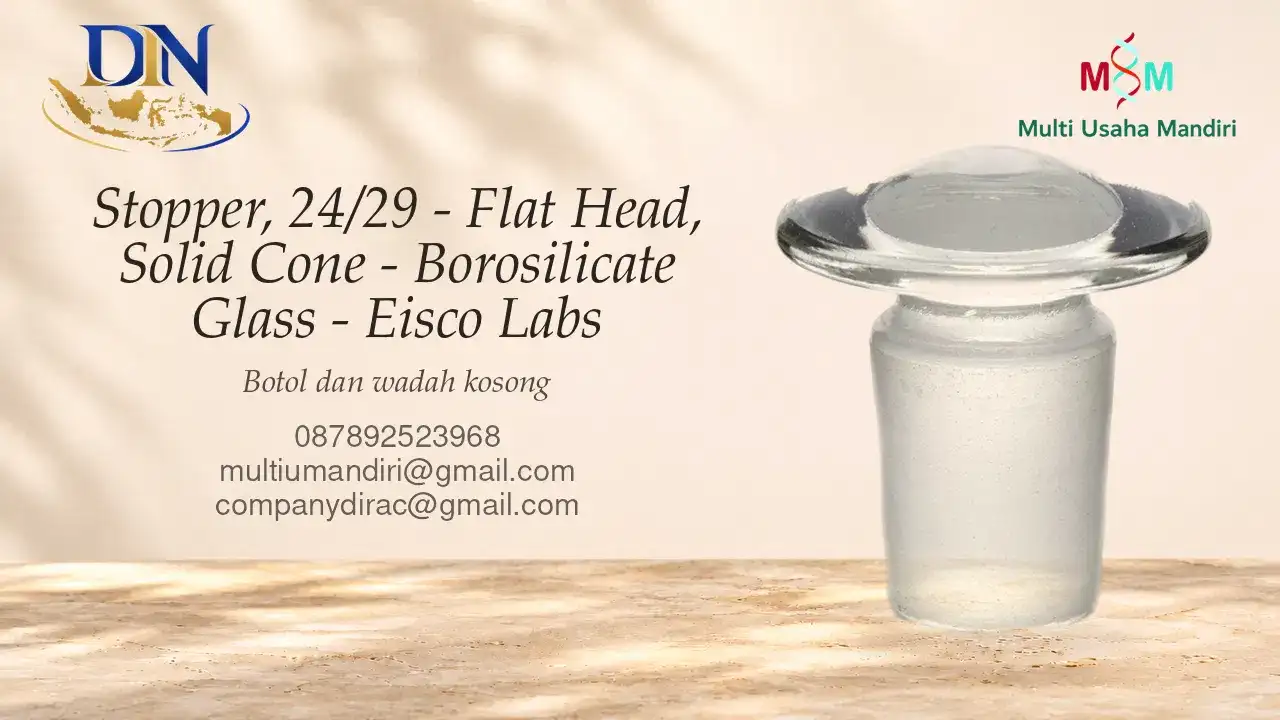 DIN
M M
Multi Usaha Mandiri
Stopper, 24/29 - Flat Head,
Solid Cone - Borosilicate
Glass - Eisco Labs
Botol dan wadah kosong
087892523968
multiumandiri@gmail.com
companydirac@gmail.com